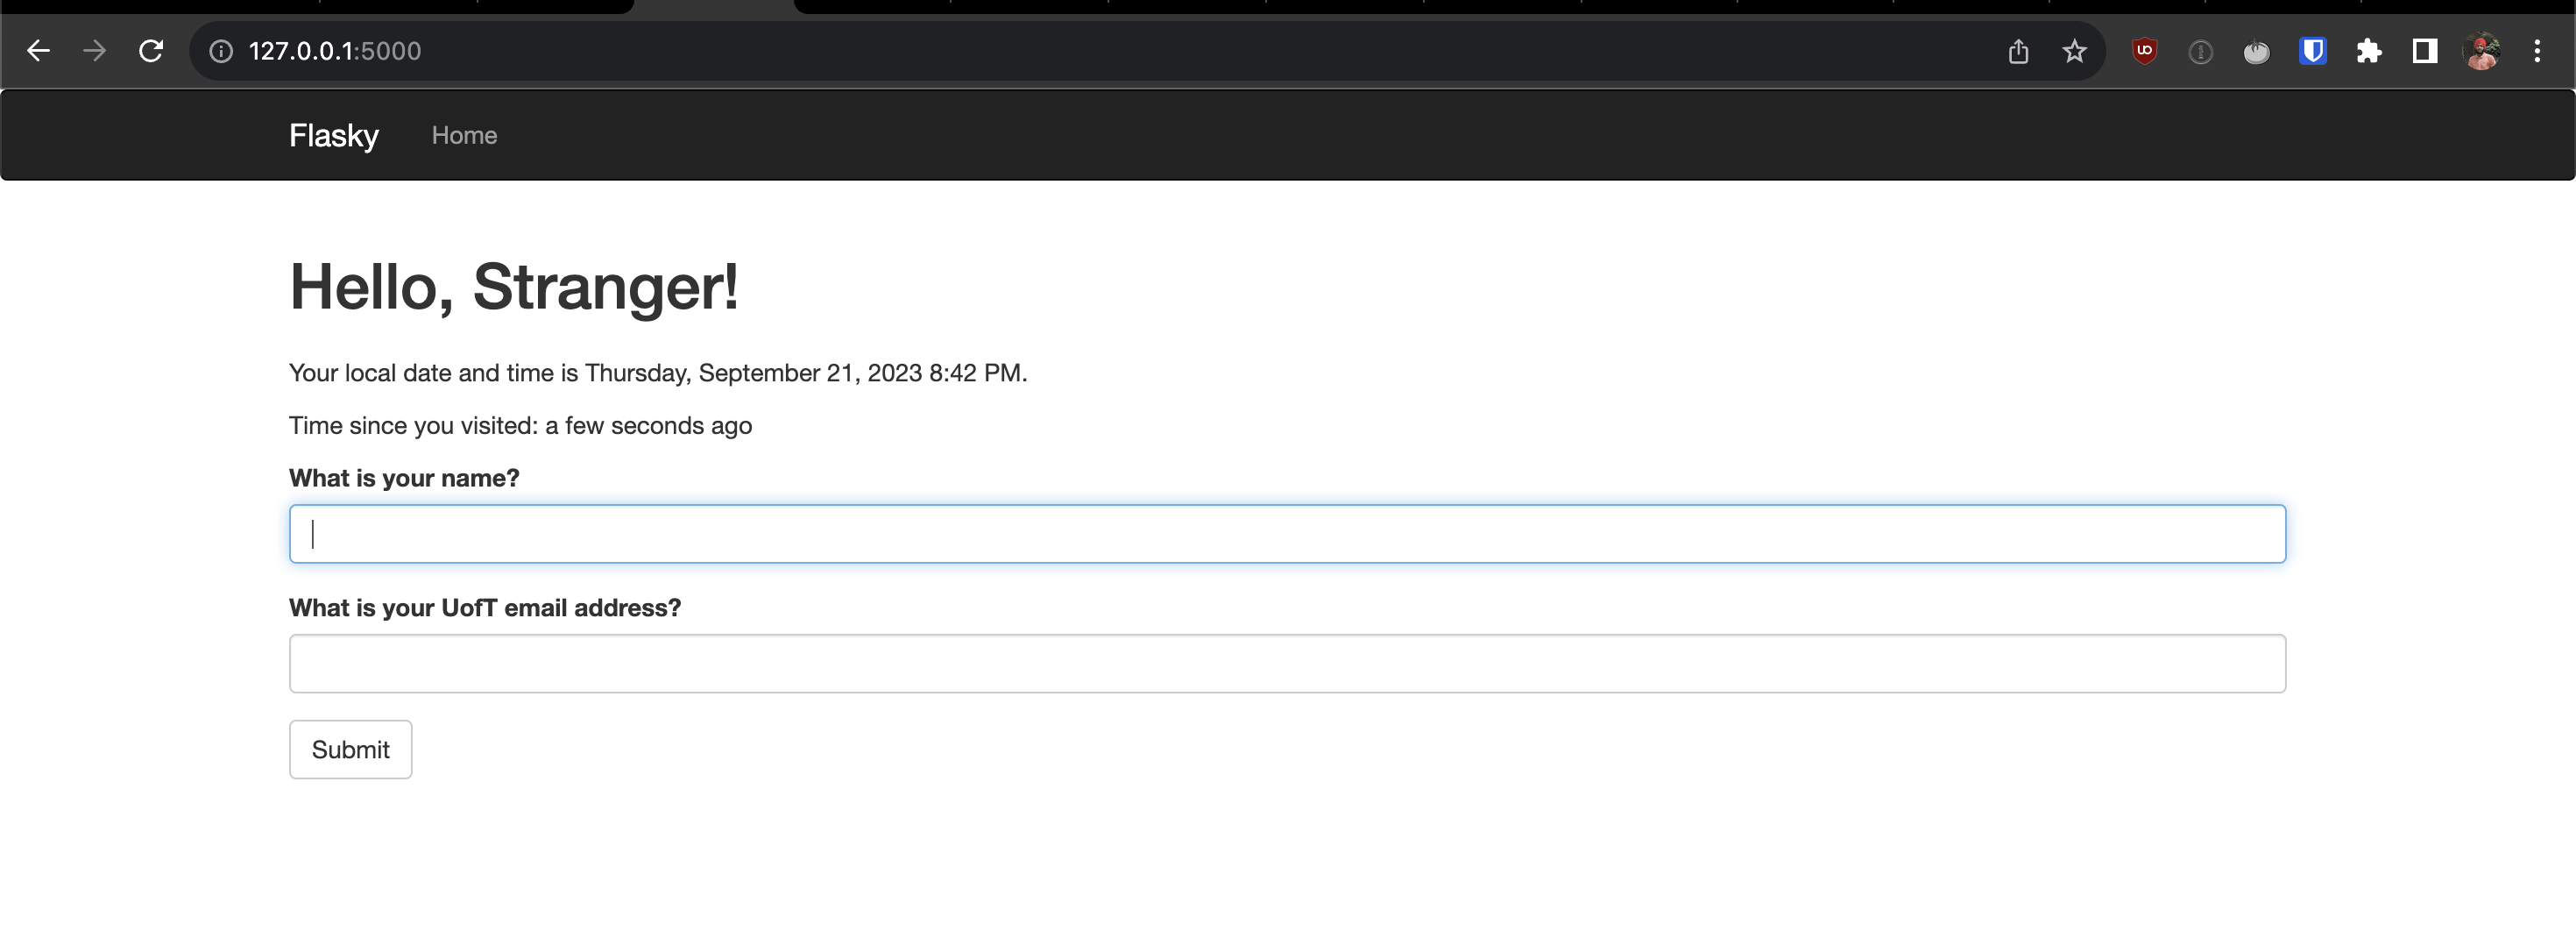 127.0.0.1:5000
Flasky Home
Hello, Stranger!
Your local date and time is Thursday, September 21, 2023 8:42 PM.
Time since you visited: a few seconds ago
What is your name?
What is your UofT email address?
Submit